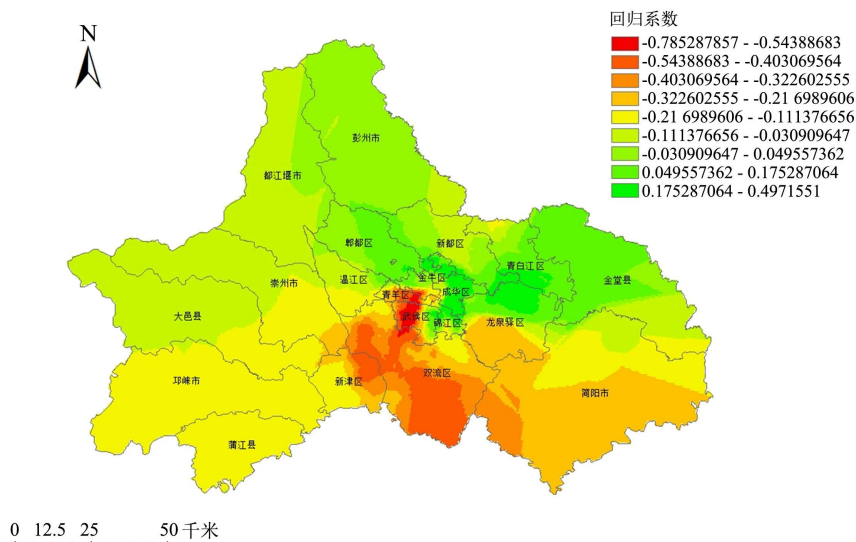 回归系数
N
-0.785287857 - -0.54388683
-0.54388683 - -0.403069564
-0.403069564 - -0.322602555
-0.322602555 - -0.21 6989606
-0.21 6989606 - -0.111376656
-0.111376656 - -0.030909647
-0.030909647 - 0.049557362
0.049557362 - 0.175287064
0.175287064 - 0.4971551
彭州市
都江堰市
郫都区
新都区
青白江区
金堂县
金牛区
温江区
崇州市
成华区
青羊区
大邑县
武侯区
锦江区
龙泉驿区
双流区
邛崃市
新津区
简阳市
蒲江县
0 12.5 25 50 千米